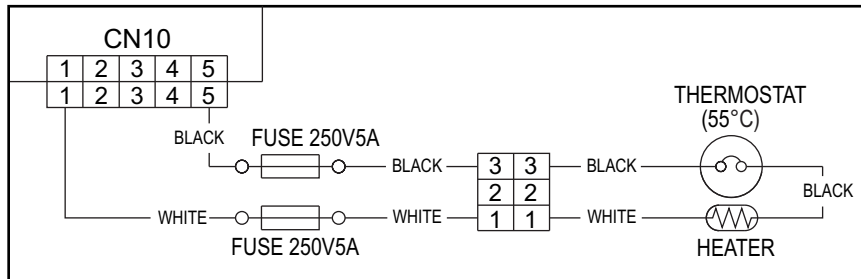 CN10
1 2 3 4 5
1 2 3 4 5
THERMOSTAT
(55°C)
BLACK FUSE 250V5A
BLACK 3 3 BLACK
2 2 BLACK
WHITE WHITE 1 1 WHITE
FUSE 250V5A HEATER